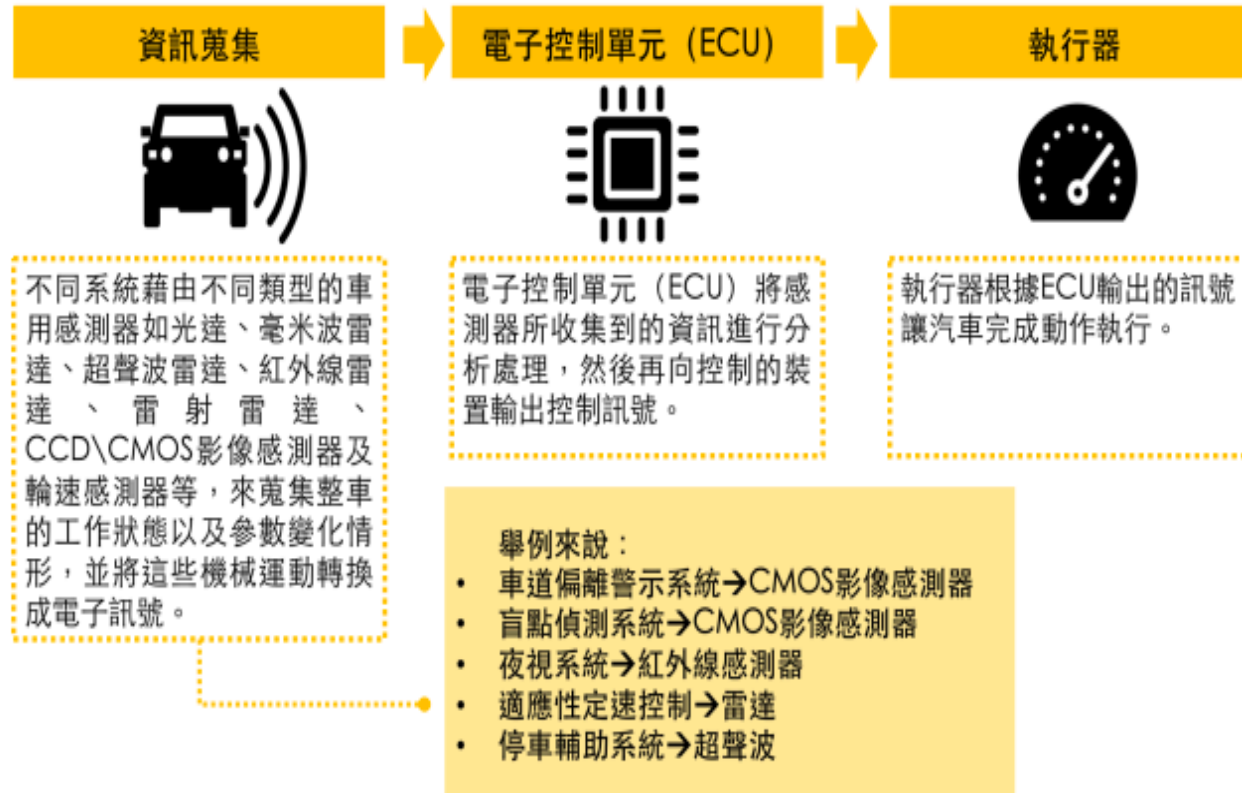 資訊蒐集
電子控制單元（ECU）
執行器
不同系統藉由不同類型的車
用感測器如光達、毫米波雷
達、超聲波雷達、紅外線雷
達、雷射雷達、
CCD\CMOS影像感測器及
輪速感測器等，來蒐集整車
的工作狀態以及參數變化情
形，並將這些機械運動轉換
成電子訊號。
電子控制單元（ECU）將感
測器所收集到的資訊進行分
析處理，然後再向控制的裝
置輸出控制訊號。
執行器根據ECU輸出的訊號
讓汽車完成動作執行。
舉例來說：
• 車道偏離警示系統→CMOS影像感測器
• 盲點偵測系統→CMOS影像感測器
• 夜視系統→紅外線感測器
• 適應性定速控制→雷達
• 停車輔助系統→超聲波